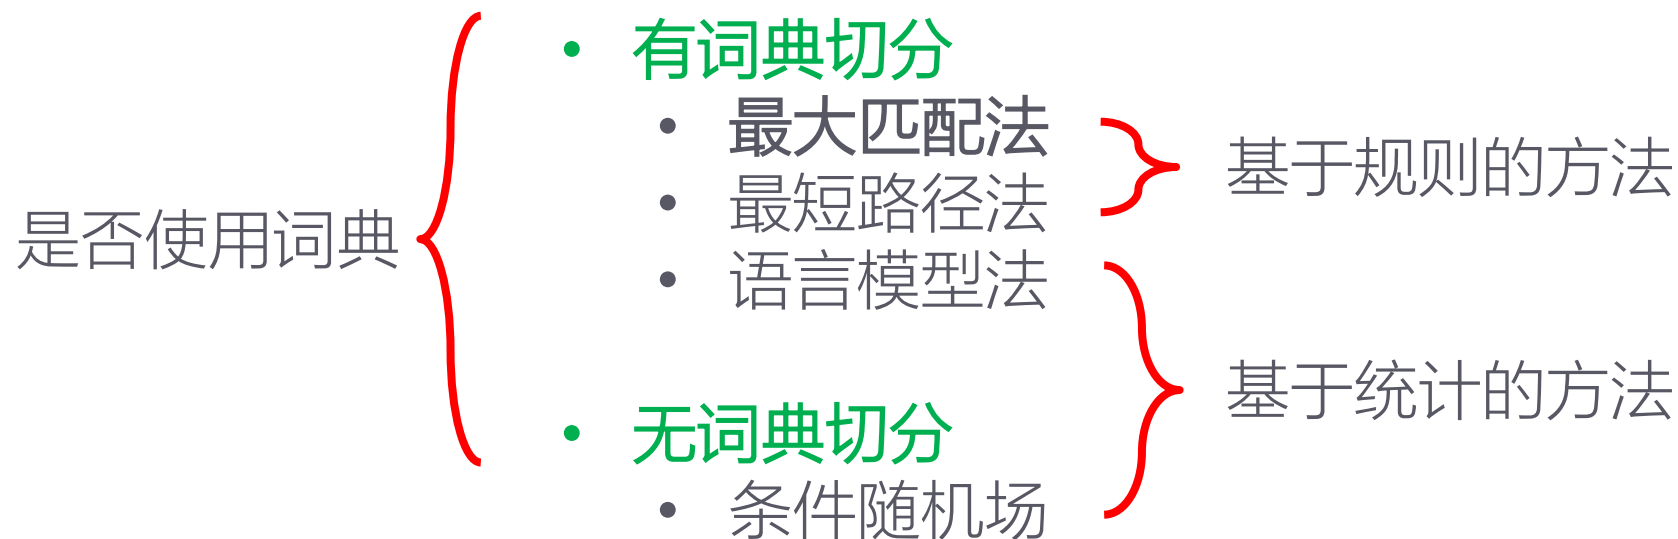 是否使用词典
• 有词典切分
• 最大匹配法
• 最短路径法
• 语言模型法
• 无词典切分
• 条件随机场
基于规则的方法
基于统计的方法